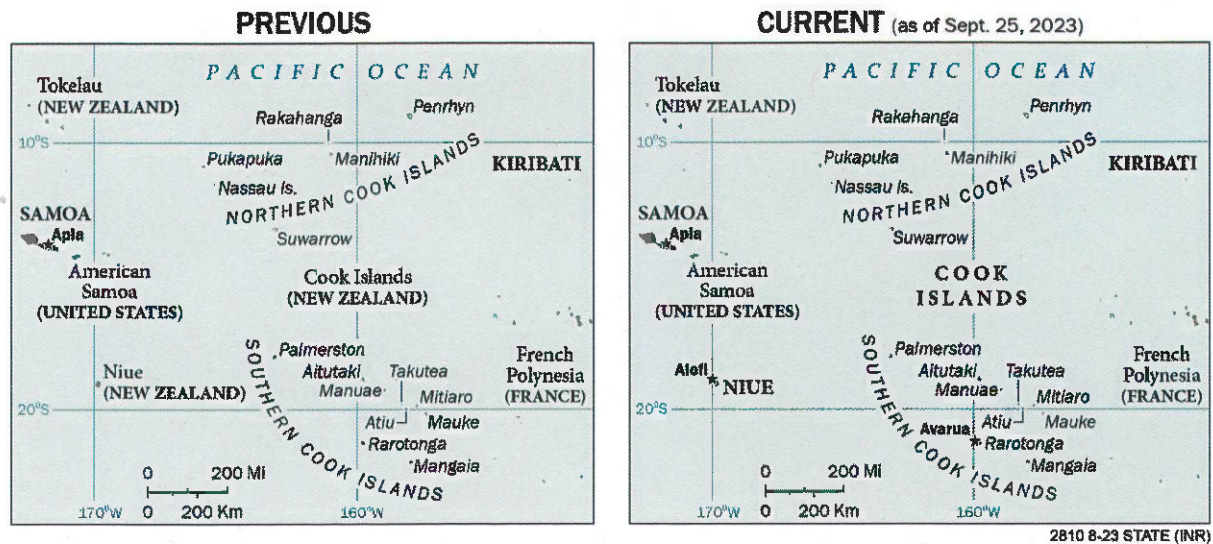 PREVIOUS
PACIFIC OCEAN
Tokelau
(NEW ZEALAND)
Penrhyn
Rakahanga
10°S
Pukapuka
Manihiki
KIRIBATI
Nassau Is.
NORTHERN COOK ISLANDS
SAMOA
Apia
Suwarrow
American
Samoa
(UNITED STATES)
Cook Islands
(NEW ZEALAND)
Palmerston
Aitutaki
Takutea
French
Polynesia
(FRANCE)
Niue
(NEW ZEALAND)
Manuae
Mitiaro
20°S
Atiu
Mauke
SOUTHERN COOK ISLANDS
Rarotonga
Mangaia
0 200 Mi
0 200 Km
170°W
160°W
CURRENT (as of Sept. 25, 2023)
PACIFIC OCEAN
Tokelau
(NEW ZEALAND)
Penrhyn
Rakahanga
10°S
Pukapuka
Manihiki
KIRIBATI
Nassau Is.
NORTHERN COOK ISLANDS
SAMOA
Apia
Suwarrow
American
Samoa
(UNITED STATES)
COOK
ISLANDS
Palmerston
Alofi
NIUE
Aitutaki
Takutea
French
Polynesia
(FRANCE)
Manuae
Mitiaro
20°S
Avarua
Atiu
Mauke
SOUTHERN COOK ISLANDS
Rarotonga
Mangaia
0 200 Mi
0 200 Km
170°W
160°W
2810 8-23 STATE (INR)